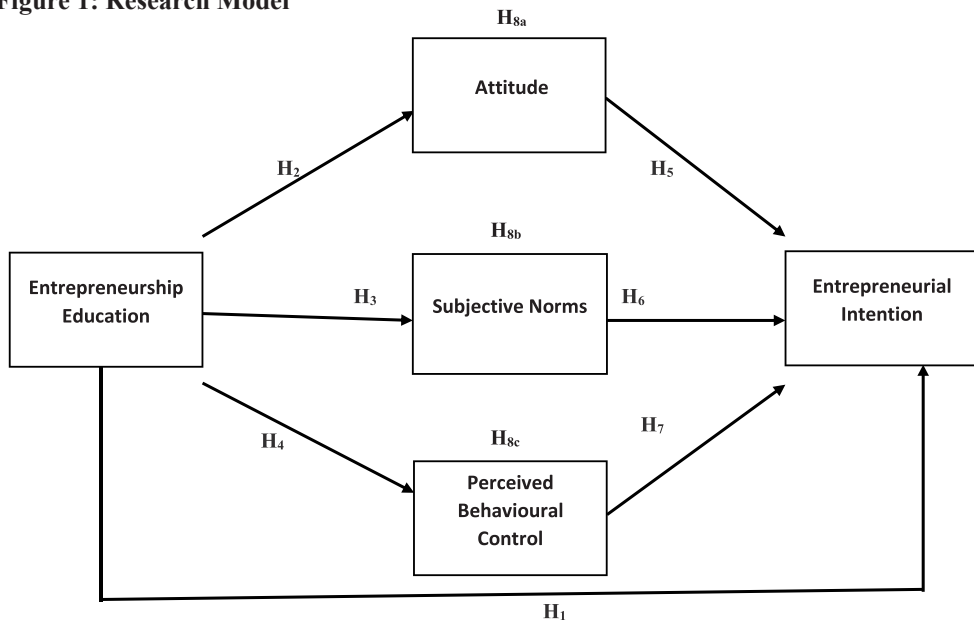 Figure 1: Research Model
H8a
Attitude
H2
H5
H8b
Entrepreneurship
Education
H3
Subjective Norms
H6
Entrepreneurial
Intention
H4
H8c
H7
Perceived
Behavioural
Control
H1